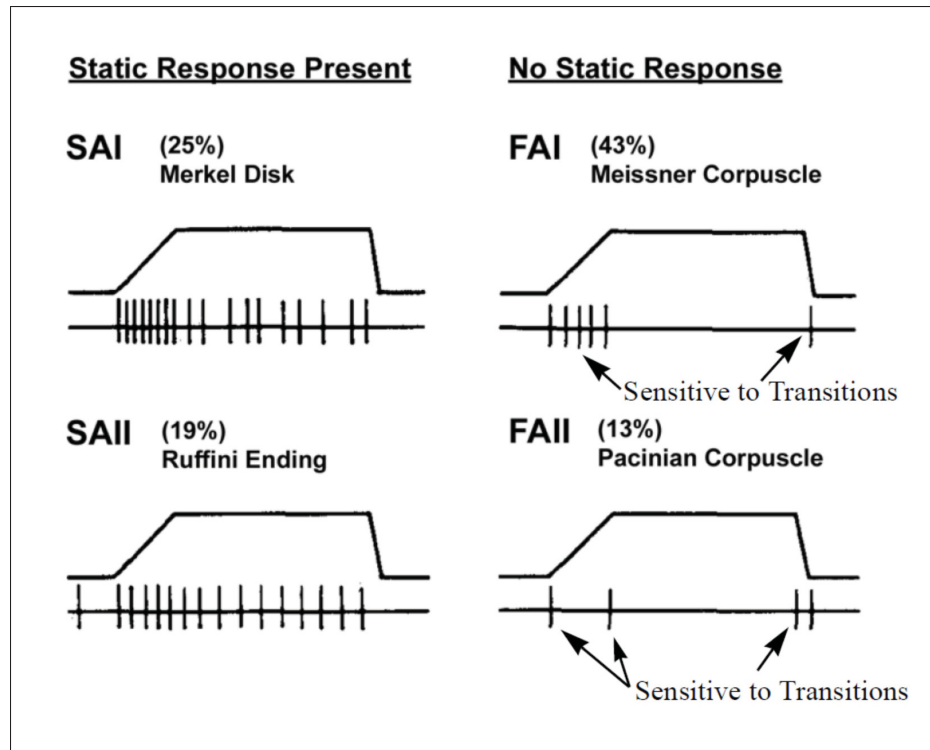 Static Response Present
No Static Response
SAI (25%)
Merkel Disk
FAI (43%)
Meissner Corpuscle
Sensitive to Transitions
SAII (19%)
Ruffini Ending
FAII (13%)
Pacinian Corpuscle
Sensitive to Transitions